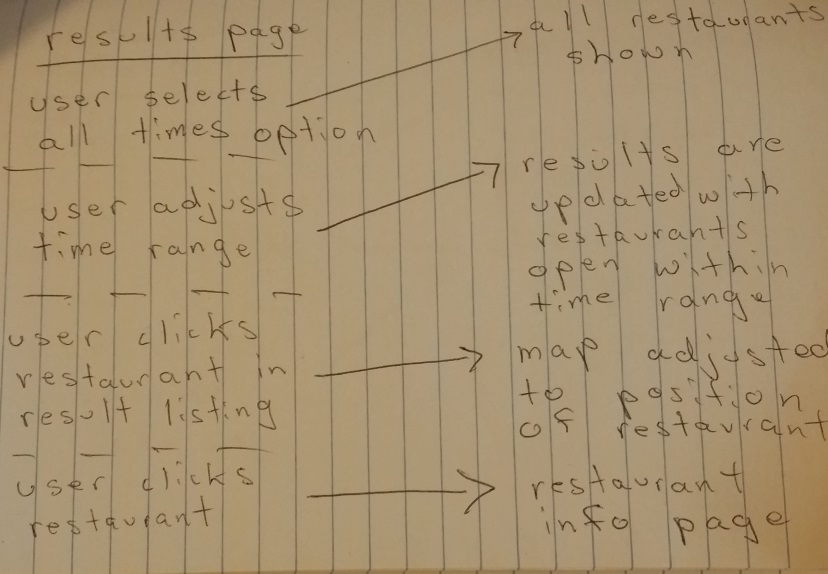 results page
user selects
all times option
all restaurants
shown
user adjusts
time range
results are
updated with
restaurants
open within
time range
user clicks
restaurant in
result listing
map adjusted
to position
of restaurant
user clicks
restaurant
restaurant
info page